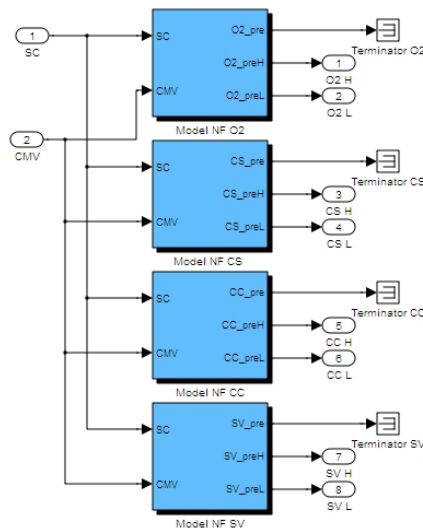 1
SC
2
CMV
SC
CMV
O2_pre
O2_preH
O2_preL
Model NF O2
Terminator O2
1
O2 H
2
O2 L
SC
CMV
CS_pre
CS_preH
CS_preL
Model NF CS
Terminator CS
3
CS H
4
CS L
SC
CMV
CC_pre
CC_preH
CC_preL
Model NF CC
Terminator CC
5
CC H
6
CC L
SC
CMV
SV_pre
SV_preH
SV_preL
Model NF SV
Terminator SV
7
SV H
8
SV L